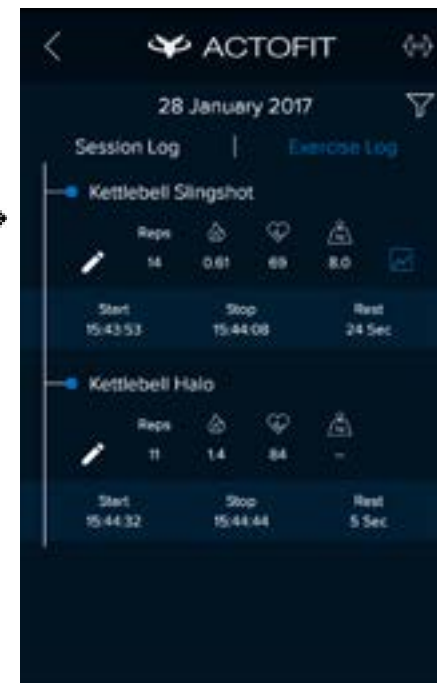 ACTOFIT
28 January 2017
Session Log | Exercise Log
Kettlebell Slingshot
Reps
14 0.61 69 8.0
Start Stop Rest
15:43:53 15:44:08 24 Sec
Kettlebell Halo
Reps
11 1.4 84 --
Start Stop Rest
15:44:32 15:44:44 5 Sec